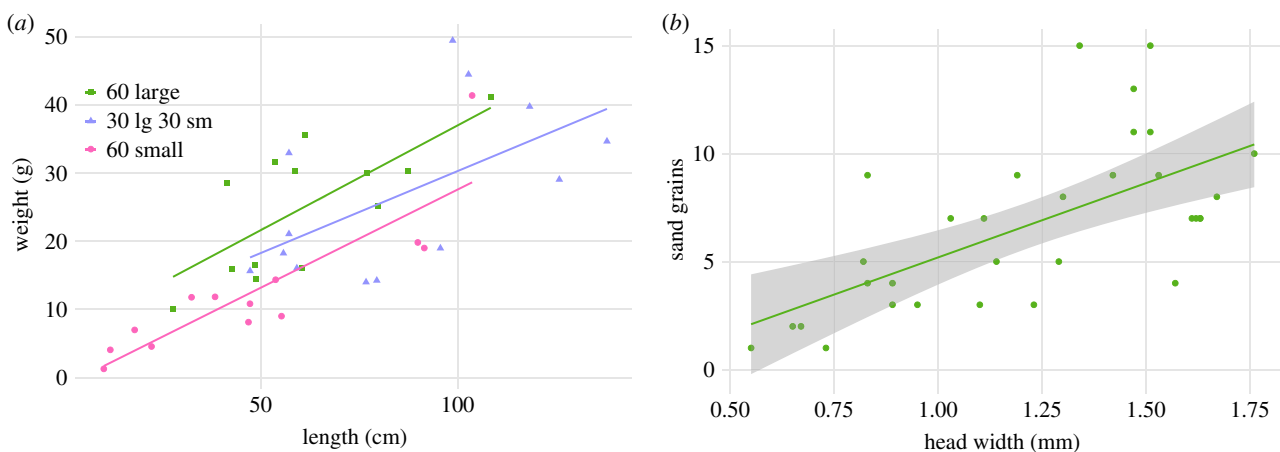 (a)
50
40
30
20
10
0
weight (g)
60 large
30 lg 30 sm
60 small
50
100
length (cm)
(b)
15
10
5
0
sand grains
0.50
0.75
1.00
1.25
1.50
1.75
head width (mm)